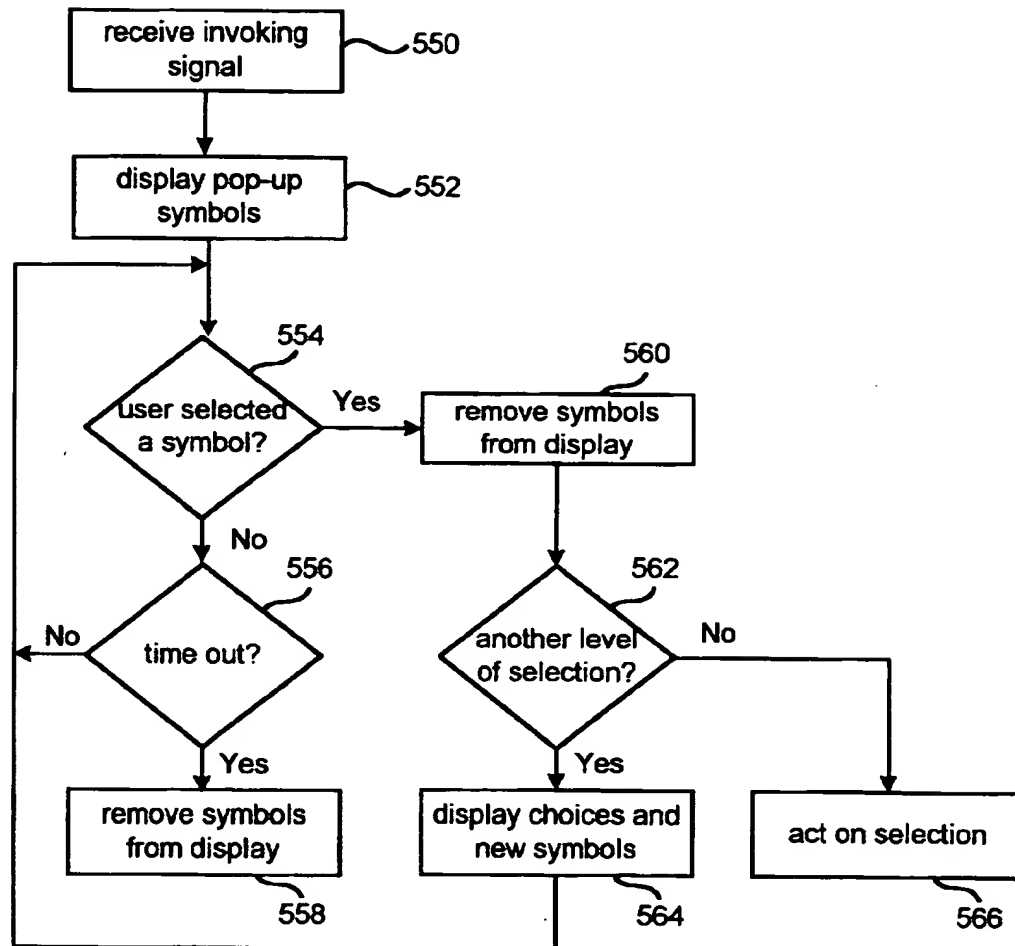 receive invoking
signal
550
display pop-up
symbols
552
554
user selected
a symbol?
Yes
560
remove symbols
from display
No
556
time out?
No
562
another level
of selection?
No
Yes
remove symbols
from display
558
Yes
display choices and
new symbols
564
act on selection
566